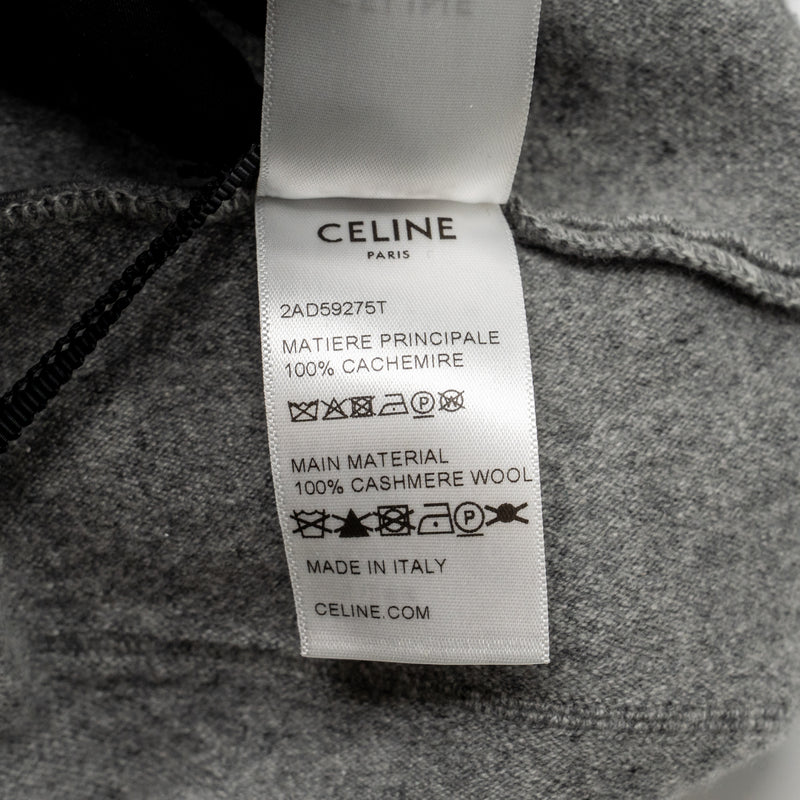 CELINE
PARIS
2AD59275T
MATIERE PRINCIPALE
100% CACHEMIRE
P W
MAIN MATERIAL
100% CASHMERE WOOL
P
MADE IN ITALY
CELINE.COM